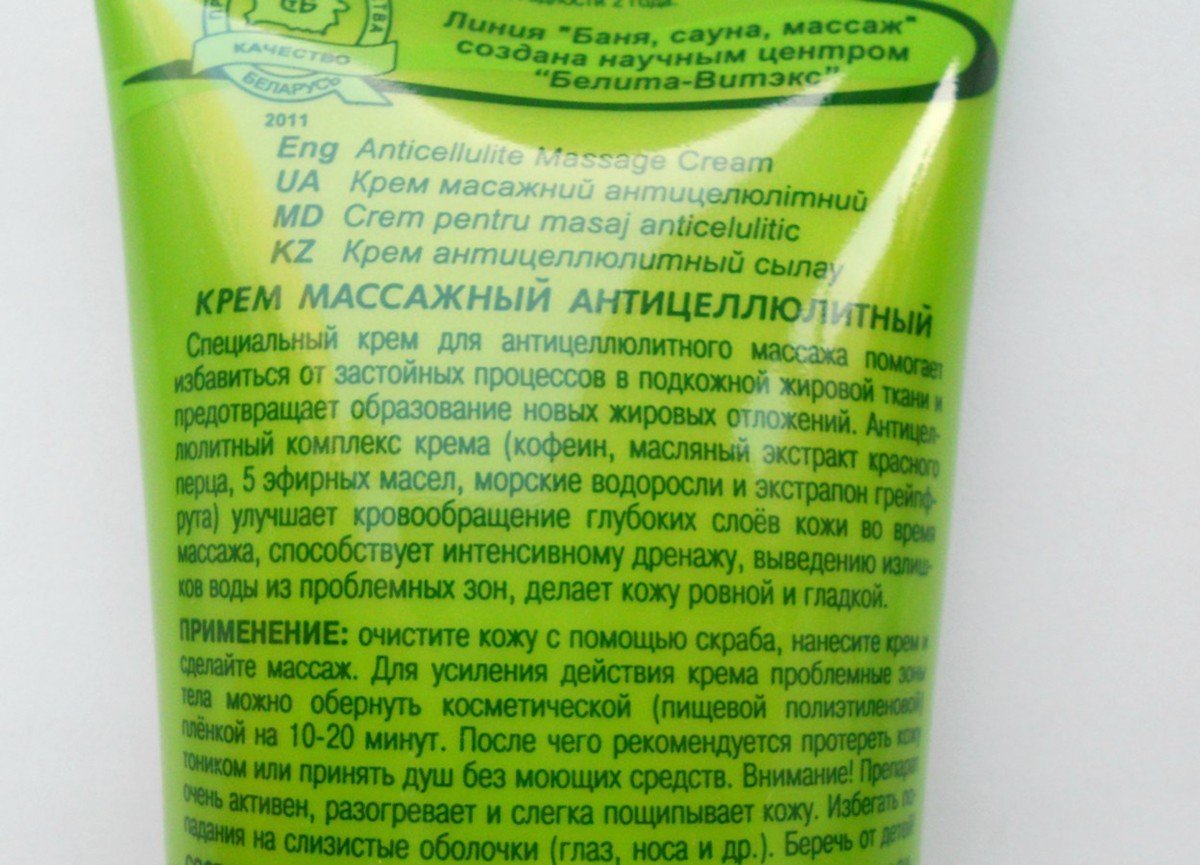 КАЧЕСТВО
БЕЛАРУСЬ
2 ГОДА.
Линия "Баня, сауна, массаж"
создана научным центром
"Белита-Витэкс"
2011
Eng Anticellulite Massage Cream
UA Крем масажний антицелюлітний
MD Crem pentru masaj anticelulitic
KZ Крем антицеллюлитный сылау
КРЕМ МАССАЖНЫЙ АНТИЦЕЛЛЮЛИТНЫЙ
Специальный крем для антицеллюлитного массажа помогает
избавиться от застойных процессов в подкожной жировой ткани и
предотвращает образование новых жировых отложений. Антицел-
люлитный комплекс крема (кофеин, масляный экстракт красного
перца, 5 эфирных масел, морские водоросли и экстрапон грейпф-
рута) улучшает кровообращение глубоких слоёв кожи во время
массажа, способствует интенсивному дренажу, выведению излиш-
ков воды из проблемных зон, делает кожу ровной и гладкой.
ПРИМЕНЕНИЕ: очистите кожу с помощью скраба, нанесите крем и
сделайте массаж. Для усиления действия крема проблемные зоны
тела можно обернуть косметической (пищевой полиэтиленовой)
плёнкой на 10-20 минут. После чего рекомендуется протереть кожу
тоником или принять душ без моющих средств. Внимание! Препарат
очень активен, разогревает и слегка пощипывает кожу. Избегать по-
падания на слизистые оболочки (глаз, носа и др.). Беречь от детей